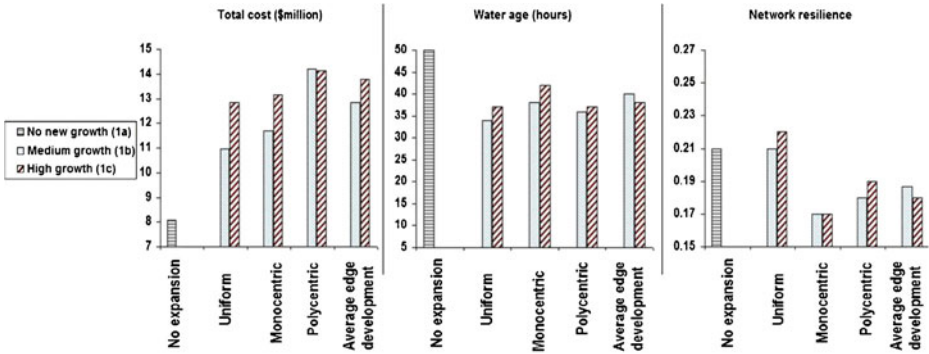 Total cost ($million)
Water age (hours)
Network resilience
No new growth (1a)
Medium growth (1b)
High growth (1c)
15
14
13
12
11
10
9
8
7
No expansion
Uniform
Monocentric
Polycentric
Average edge
development
50
45
40
35
30
25
20
15
10
5
No expansion
Uniform
Monocentric
Polycentric
Average edge
development
0.27
0.25
0.23
0.21
0.19
0.17
0.15
No expansion
Uniform
Monocentric
Polycentric
Average edge
development